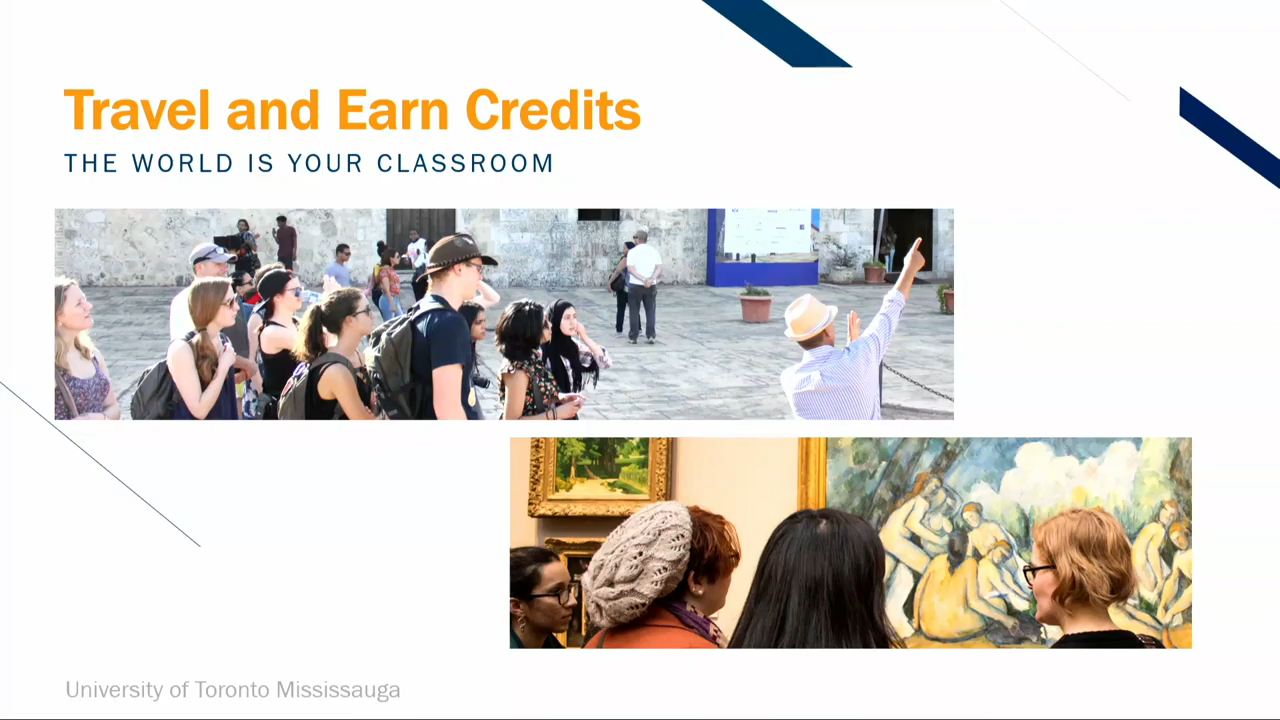 Travel and Earn Credits
THE WORLD IS YOUR CLASSROOM
University of Toronto Mississauga